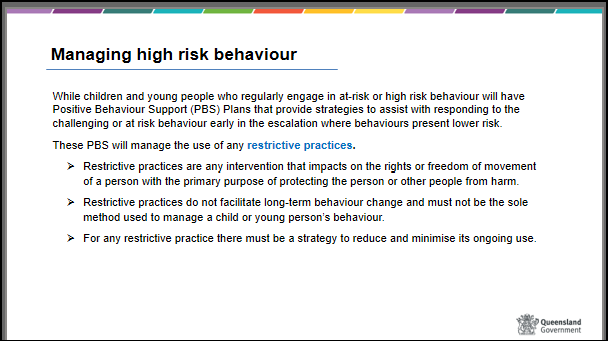 Managing high risk behaviour
While children and young people who regularly engage in at-risk or high risk behaviour will have
Positive Behaviour Support (PBS) Plans that provide strategies to assist with responding to the
challenging or at risk behaviour early in the escalation where behaviours present lower risk.
These PBS will manage the use of any restrictive practices.
➢ Restrictive practices are any intervention that impacts on the rights or freedom of movement
of a person with the primary purpose of protecting the person or other people from harm.
➢ Restrictive practices do not facilitate long-term behaviour change and must not be the sole
method used to manage a child or young person's behaviour.
➢ For any restrictive practice there must be a strategy to reduce and minimise its ongoing use.
Queensland
Government